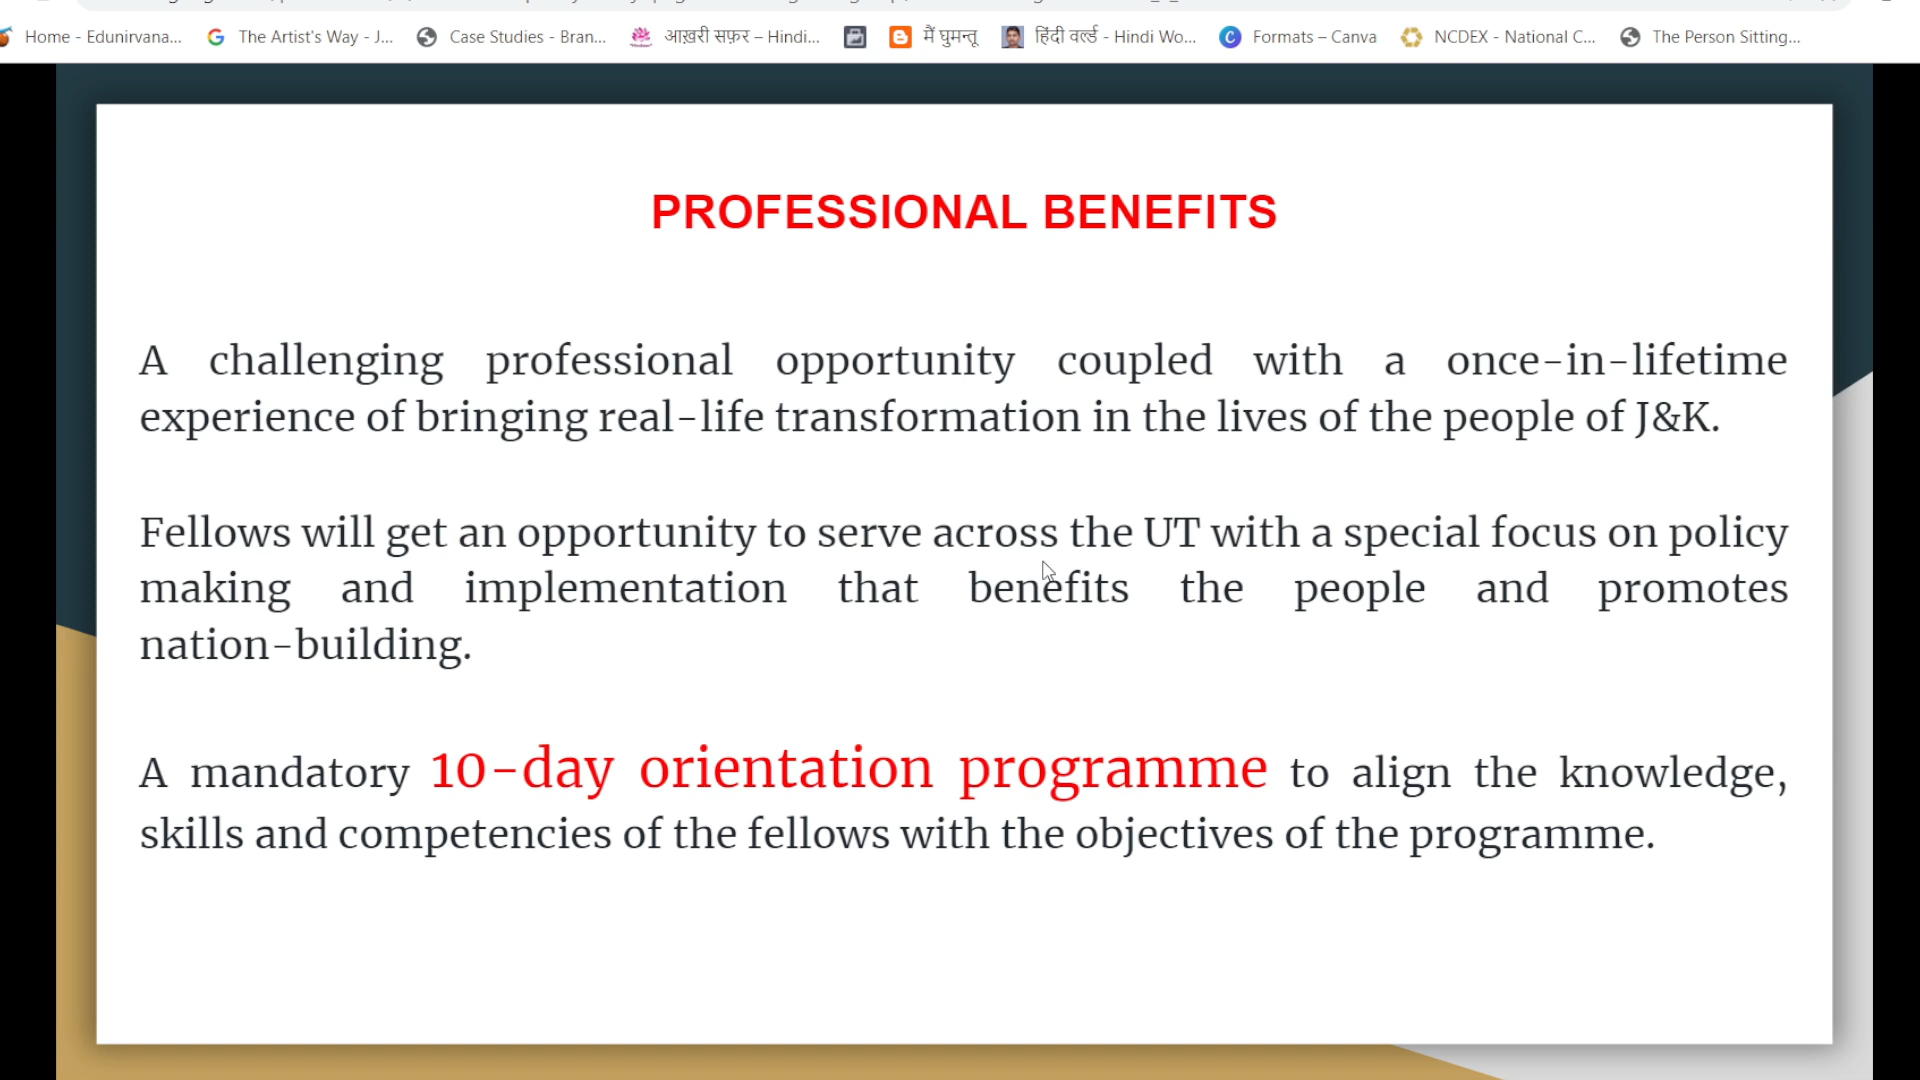 Home - Edunirvana... The Artist's Way - J... Case Studies - Bran... आख़री सफ़र – Hindi... मैं घुमन्तू हिंदी वर्ल्ड - Hindi Wo... Formats – Canva NCDEX - National C... The Person Sitting...
PROFESSIONAL BENEFITS
A challenging professional opportunity coupled with a once-in-lifetime
experience of bringing real-life transformation in the lives of the people of J&K.
Fellows will get an opportunity to serve across the UT with a special focus on policy
making and implementation that benefits the people and promotes
nation-building.
A mandatory 10-day orientation programme to align the knowledge,
skills and competencies of the fellows with the objectives of the programme.